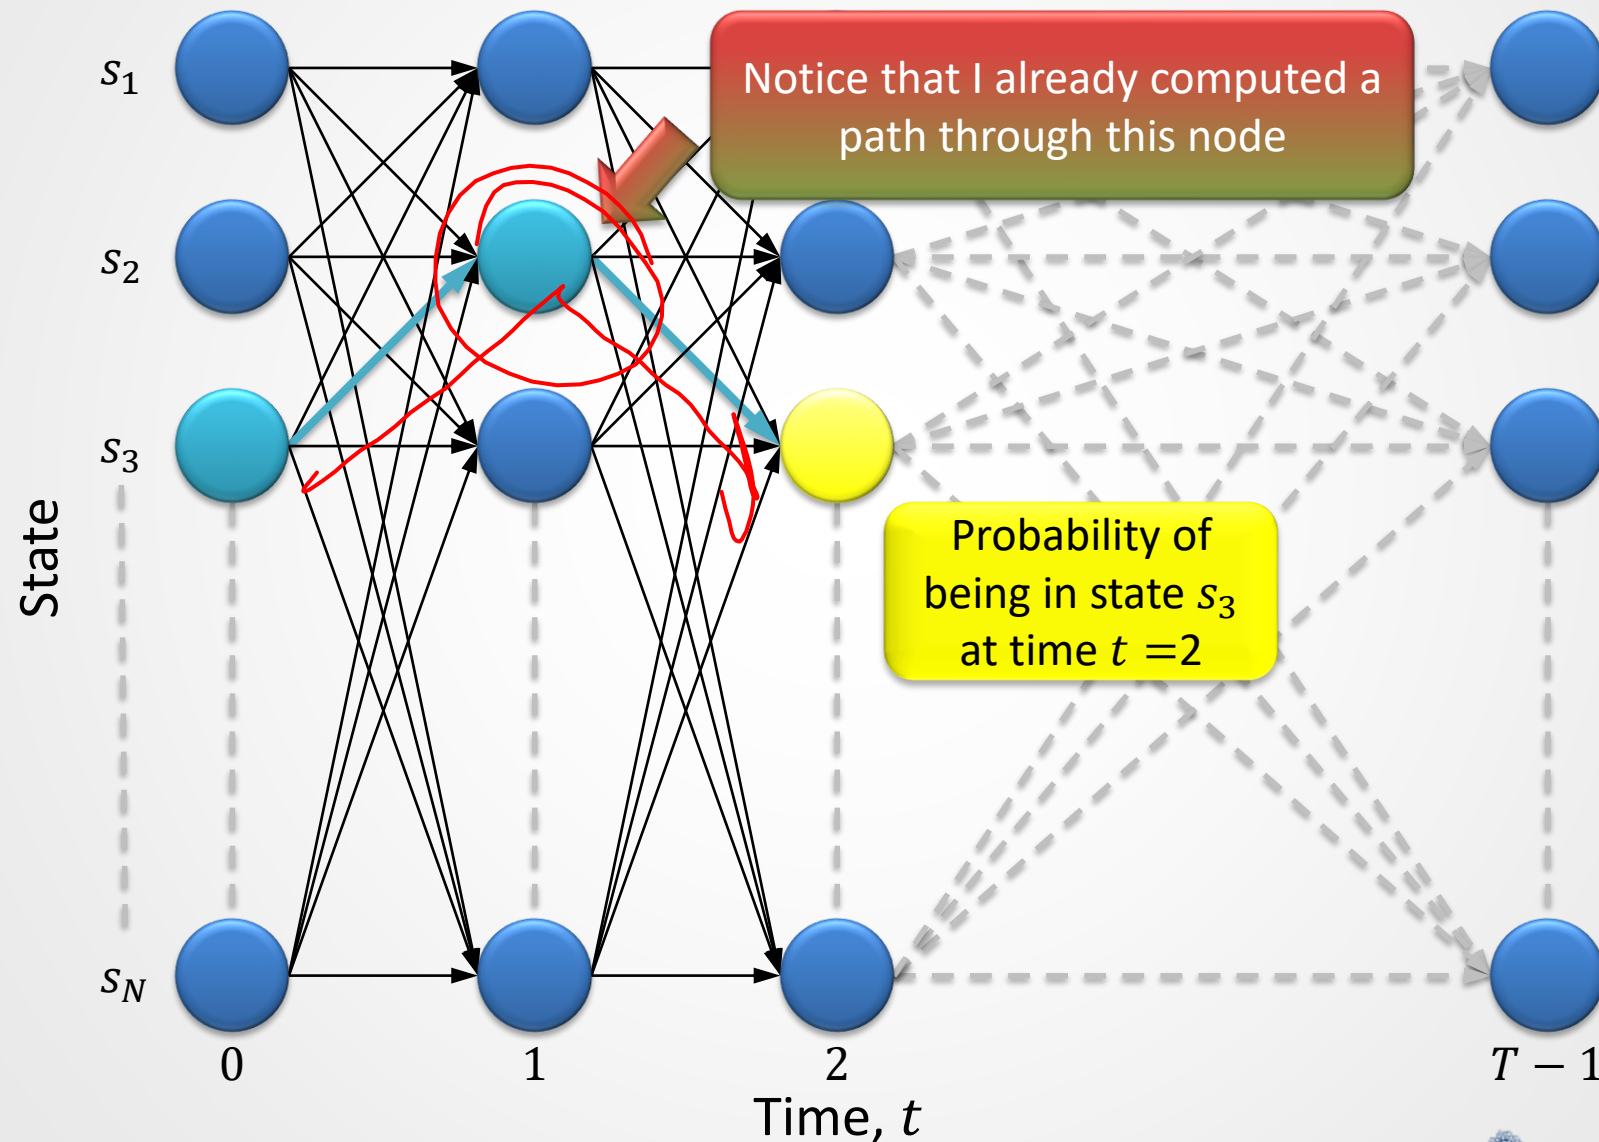 s₁
Notice that I already computed a
path through this node
s₂
s₃
Probability of
being in state s₃
at time t =2
State
s_N
0 1 2 T − 1
Time, t